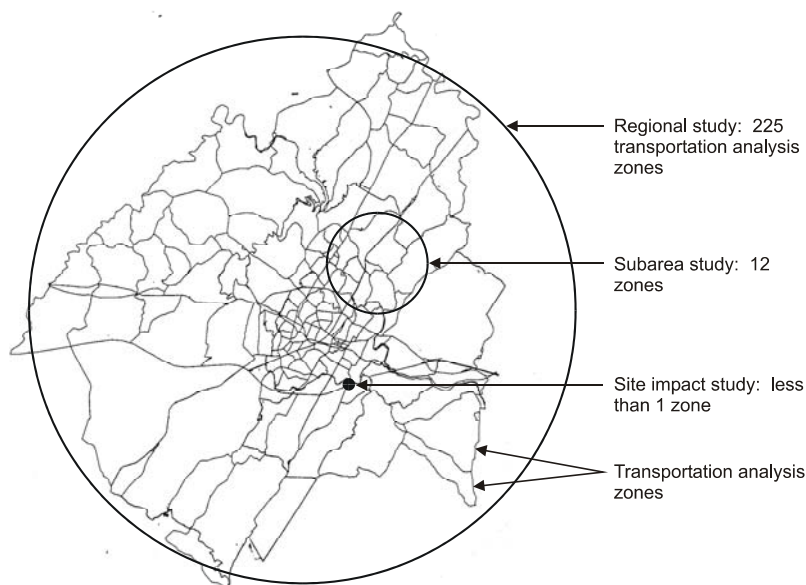 Regional study: 225
transportation analysis
zones
Subarea study: 12
zones
Site impact study: less
than 1 zone
Transportation analysis
zones